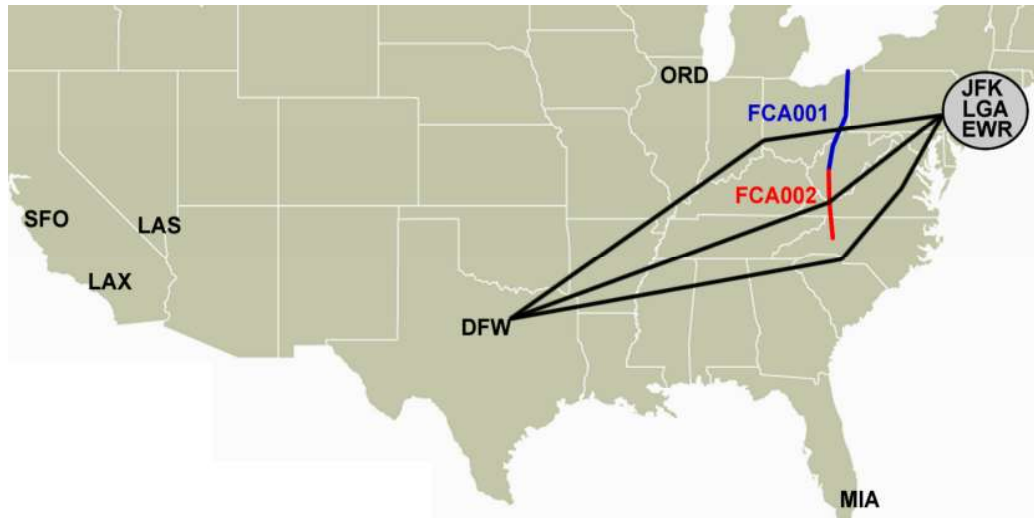 ORD
JFK
LGA
EWR
FCA001
FCA002
SFO
LAS
LAX
DFW
MIA